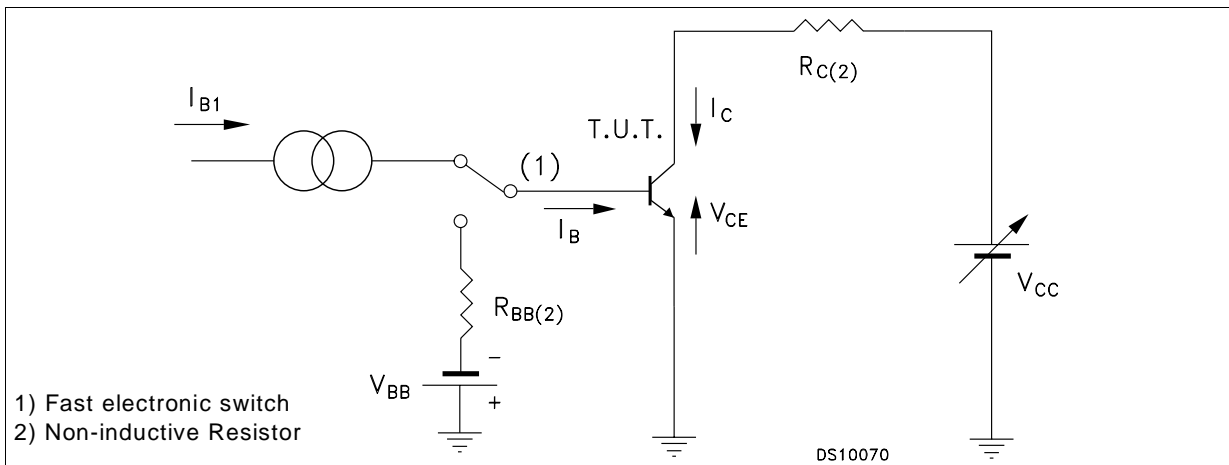 I_B1
R_C(2)
I_C
T.U.T.
(1)
I_B
V_CE
V_CC
R_BB(2)
V_BB
-
+
1) Fast electronic switch
2) Non-inductive Resistor
DS10070